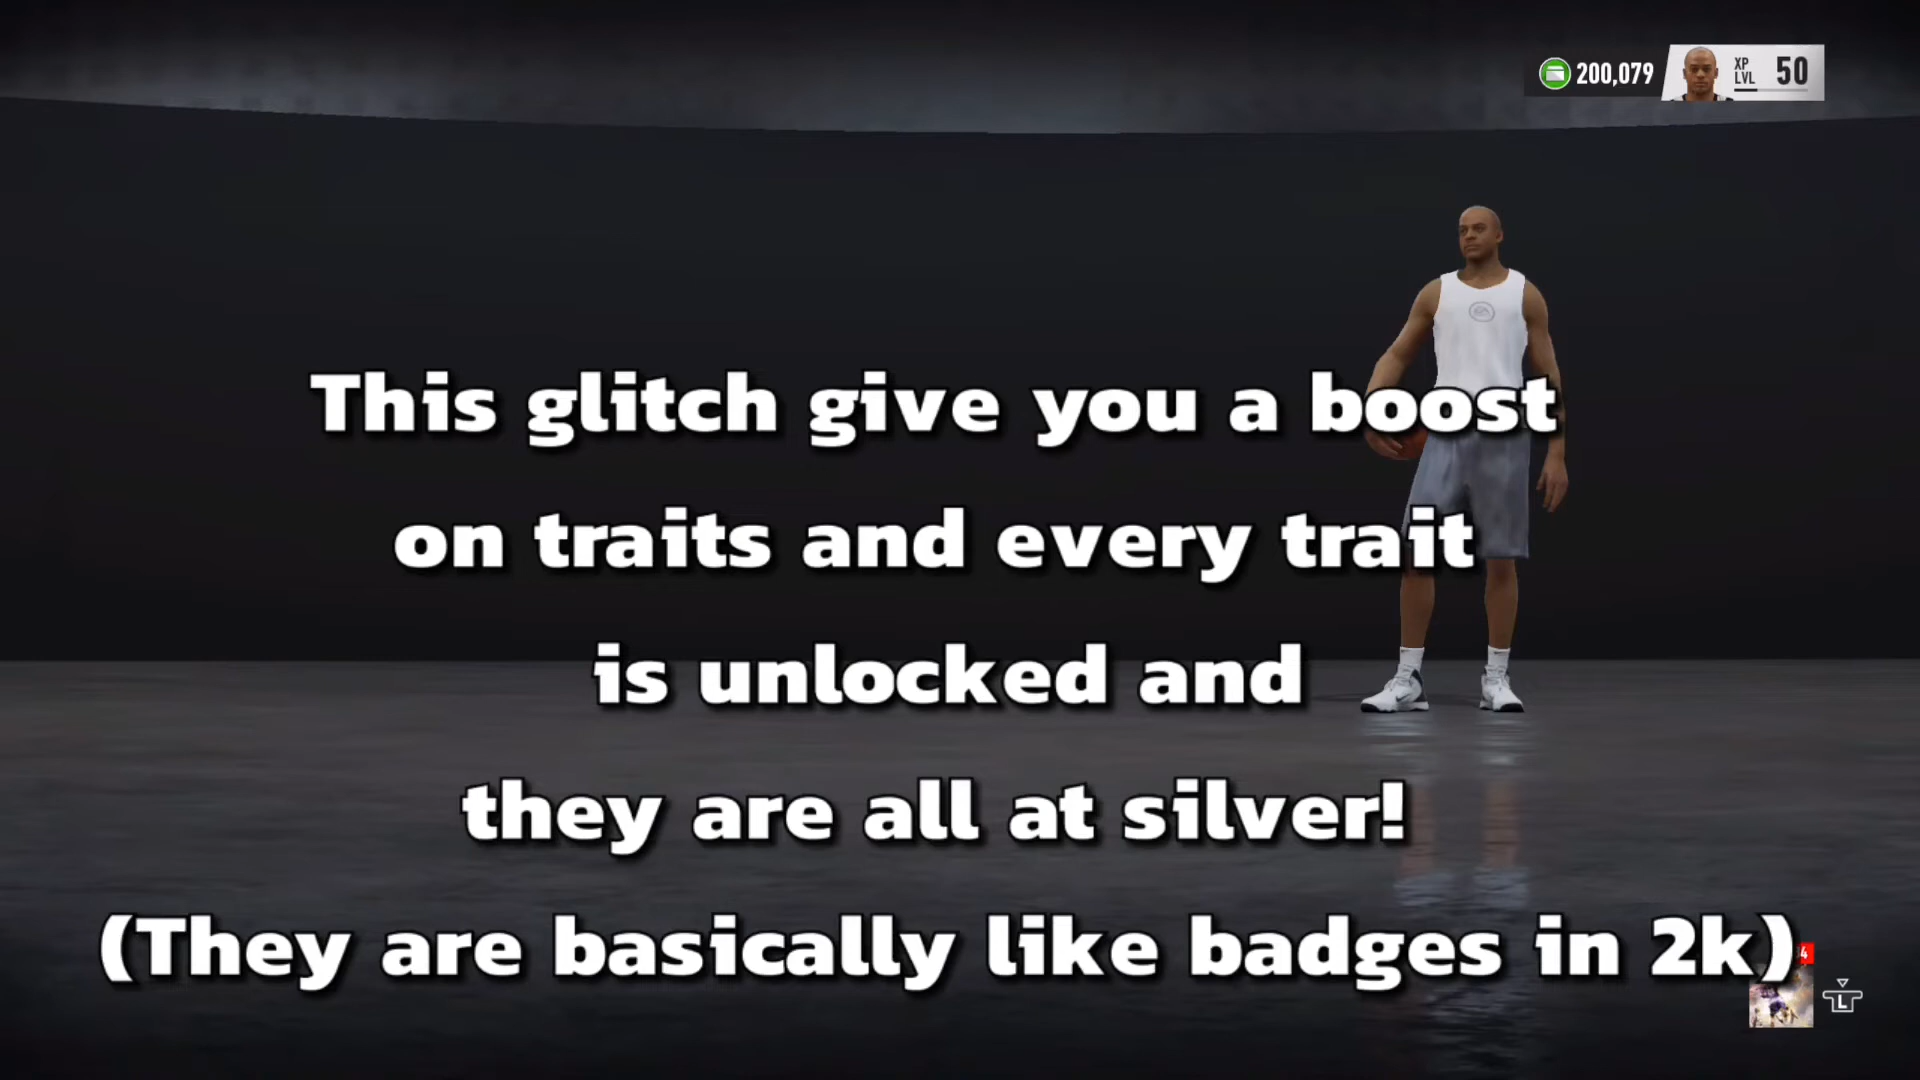 200,079
XP
LVL
50
This glitch give you a boost
on traits and every trait
is unlocked and
they are all at silver!
(They are basically like badges in 2k)
4
L